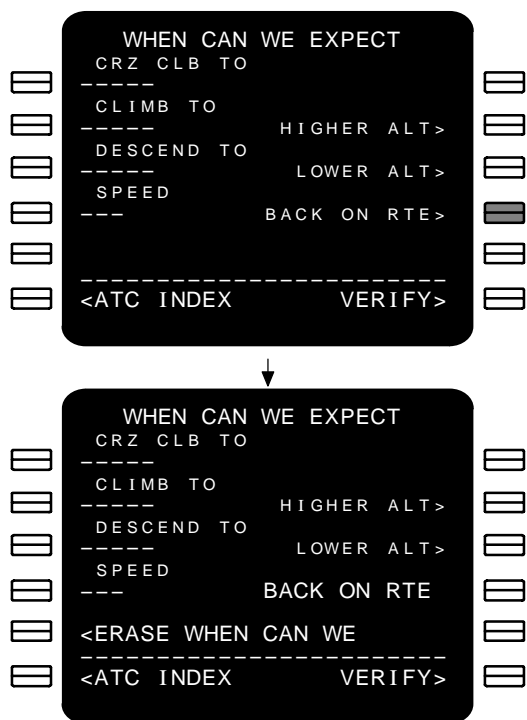 WHEN CAN WE EXPECT
CRZ CLB TO
-----
CLIMB TO
----- HIGHER ALT>
DESCEND TO
----- LOWER ALT>
SPEED
--- BACK ON RTE>
------------------------
<ATC INDEX VERIFY>
WHEN CAN WE EXPECT
CRZ CLB TO
-----
CLIMB TO
----- HIGHER ALT>
DESCEND TO
----- LOWER ALT>
SPEED
--- BACK ON RTE
<ERASE WHEN CAN WE
------------------------
<ATC INDEX VERIFY>